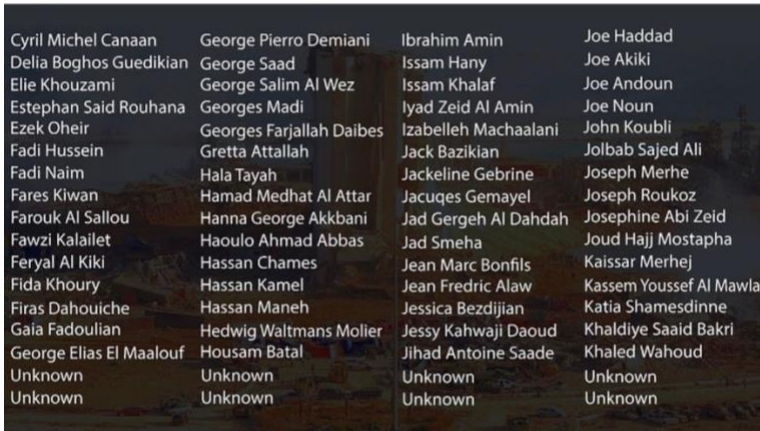 Cyril Michel Canaan
Delia Boghos Guedikian
Elie Khouzami
Estephan Said Rouhana
Ezek Oheir
Fadi Hussein
Fadi Naim
Fares Kiwan
Farouk Al Sallou
Fawzi Kalailet
Feryal Al Kiki
Fida Khoury
Firas Dahouiche
Gaia Fadoulian
George Elias El Maalouf
Unknown
Unknown
George Pierro Demiani
George Saad
George Salim Al Wez
Georges Madi
Georges Farjallah Daibes
Gretta Attallah
Hala Tayah
Hamad Medhat Al Attar
Hanna George Akkbani
Haoulo Ahmad Abbas
Hassan Chames
Hassan Kamel
Hassan Maneh
Hedwig Waltmans Molier
Housam Batal
Unknown
Unknown
Ibrahim Amin
Issam Hany
Issam Khalaf
Iyad Zeid Al Amin
Izabelleh Machaalani
Jack Bazikian
Jackeline Gebrine
Jacuqes Gemayel
Jad Gergeh Al Dahdah
Jad Smeha
Jean Marc Bonfils
Jean Fredric Alaw
Jessica Bezdijian
Jessy Kahwaji Daoud
Jihad Antoine Saade
Unknown
Unknown
Joe Haddad
Joe Akiki
Joe Andoun
Joe Noun
John Koubli
Jolbab Sajed Ali
Joseph Merhe
Joseph Roukoz
Josephine Abi Zeid
Joud Hajj Mostapha
Kaissar Merhej
Kassem Youssef Al Mawla
Katia Shamesdinne
Khaldiye Saaid Bakri
Khaled Wahoud
Unknown
Unknown